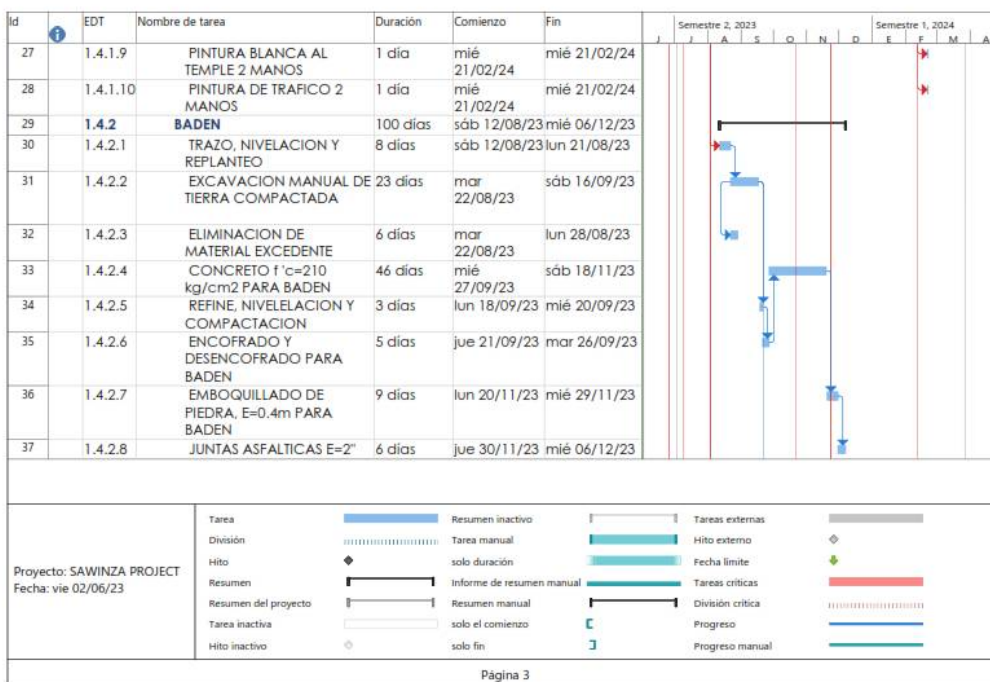 Id EDT Nombre de tarea Duración Comienzo Fin Semestre 2, 2023 Semestre 1, 2024
J J A S O N D E F M A
27 1.4.1.9 PINTURA BLANCA AL 1 día mié mié 21/02/24
TEMPLE 2 MANOS 21/02/24
28 1.4.1.10 PINTURA DE TRAFICO 2 1 día mié mié 21/02/24
MANOS 21/02/24
29 1.4.2 BADEN 100 días sáb 12/08/23 mié 06/12/23
30 1.4.2.1 TRAZO, NIVELACION Y 8 días sáb 12/08/23 lun 21/08/23
REPLANTEO
31 1.4.2.2 EXCAVACION MANUAL DE 23 días mar sáb 16/09/23
TIERRA COMPACTADA 22/08/23
32 1.4.2.3 ELIMINACION DE 6 días mar lun 28/08/23
MATERIAL EXCEDENTE 22/08/23
33 1.4.2.4 CONCRETO f 'c=210 46 días mié sáb 18/11/23
kg/cm2 PARA BADEN 27/09/23
34 1.4.2.5 REFINE, NIVELELACION Y 3 días lun 18/09/23 mié 20/09/23
COMPACTACION
35 1.4.2.6 ENCOFRADO Y 5 días jue 21/09/23 mar 26/09/23
DESENCOFRADO PARA
BADEN
36 1.4.2.7 EMBOQUILLADO DE 9 días lun 20/11/23 mié 29/11/23
PIEDRA, E=0.4m PARA
BADEN
37 1.4.2.8 JUNTAS ASFALTICAS E=2" 6 días jue 30/11/23 mié 06/12/23
Proyecto: SAWINZA PROJECT
Fecha: vie 02/06/23
Tarea Resumen inactivo Tareas externas
División Tarea manual Hito externo
Hito solo duración Fecha límite
Resumen Informe de resumen manual Tareas críticas
Resumen del proyecto Resumen manual División crítica
Tarea inactiva solo el comienzo Progreso
Hito inactivo solo fin Progreso manual
Página 3